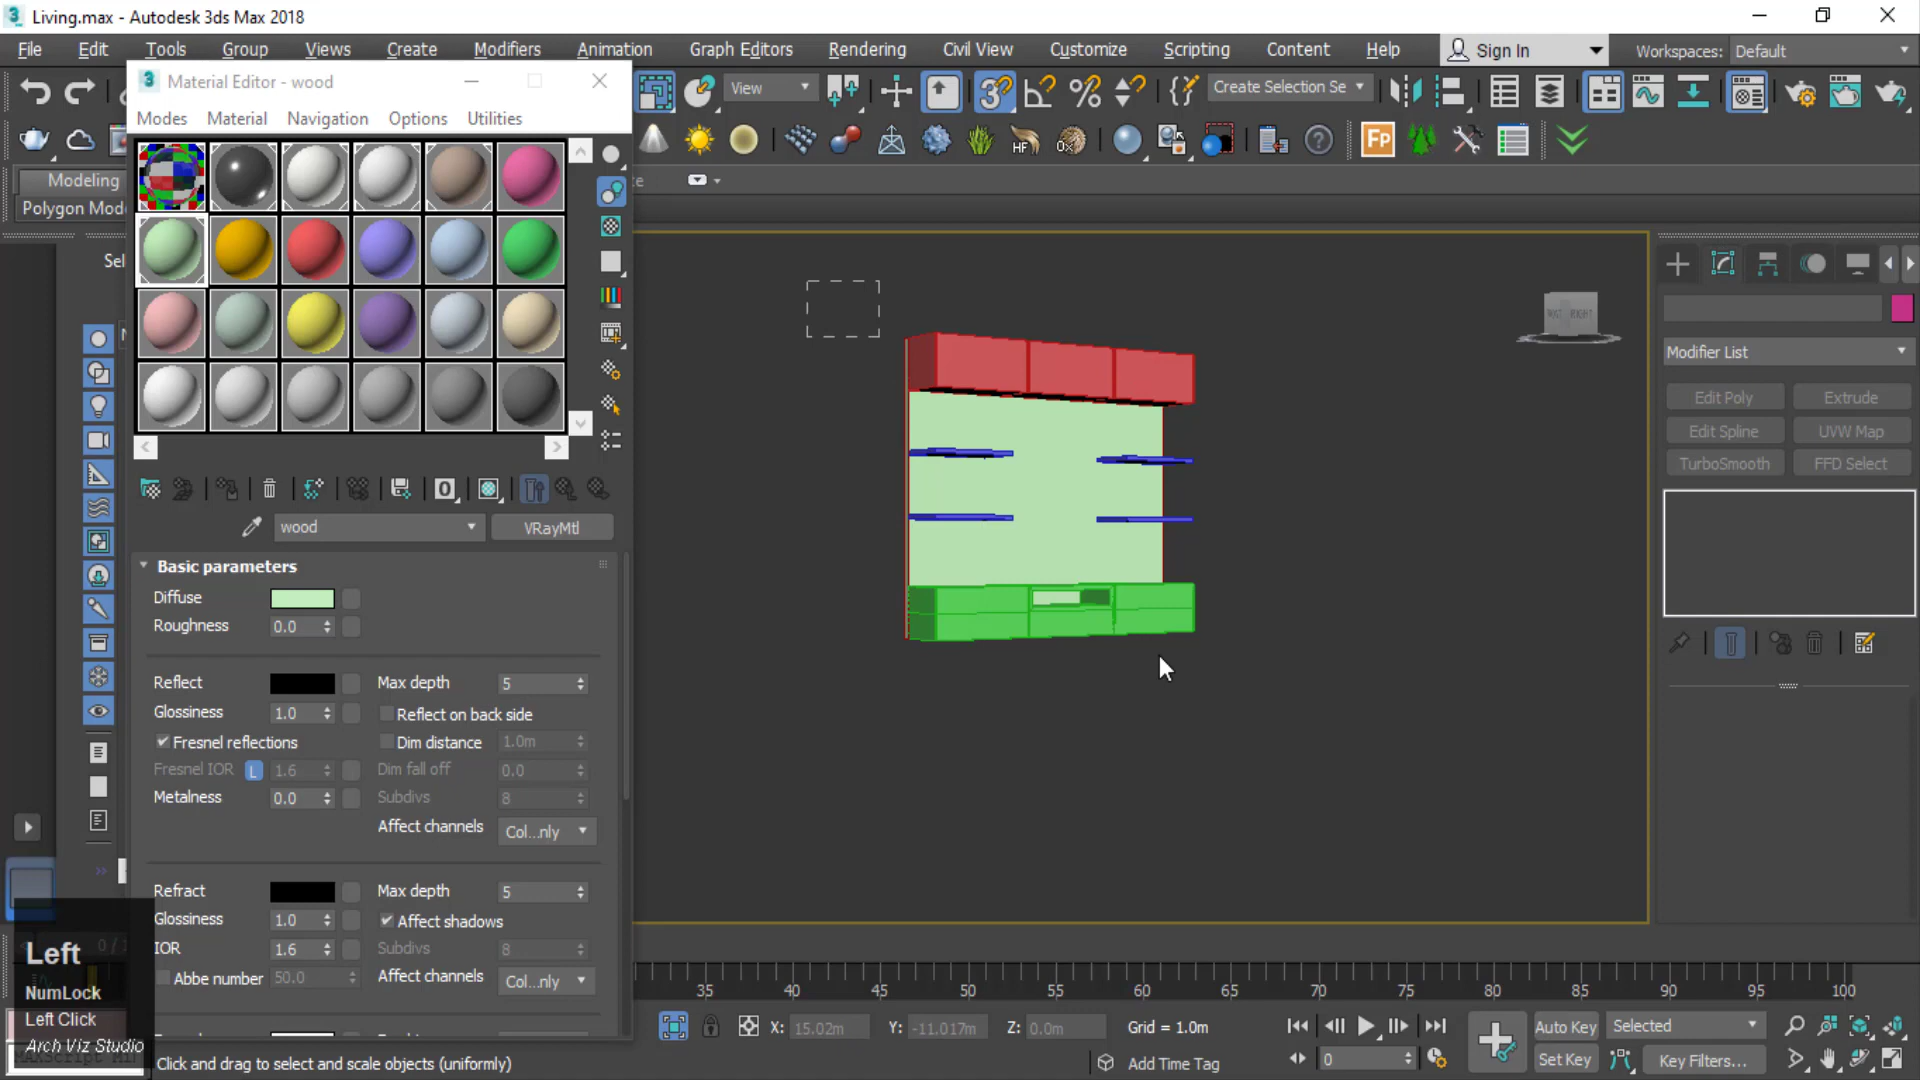 Living.max - Autodesk 3ds Max 2018
File Edit Tools Group Views Create Modifiers Animation Graph Editors Rendering Civil View Customize Scripting Content Help Sign In Workspaces: Default
Material Editor - wood
View
Create Selection Se
Modes Material Navigation Options Utilities
Modeling
Polygon Mod
Sel
wood
VRayMtl
Basic parameters
Diffuse
Roughness 0.0
Reflect Max depth 5
Glossiness 1.0 Reflect on back side
Fresnel reflections Dim distance 1.0m
Fresnel IOR L 1.6 Dim fall off 0.0
Metalness 0.0 Subdivs 8
Affect channels Col...nly
Refract Max depth 5
Glossiness 1.0 Affect shadows
IOR 1.6 Subdivs 8
Abbe number 50.0 Affect channels Col...nly
Modifier List
Edit Poly Extrude
Edit Spline UVW Map
TurboSmooth FFD Select
Left
NumLock
Left Click
Arch Viz Studio
35 40 45 50 55 60 65 70 75 80 85 90 95 100
X: 15.02m Y: -11.017m Z: 0.0m Grid = 1.0m
Auto Key Selected
Click and drag to select and scale objects (uniformly)
Add Time Tag
0
Set Key Key Filters...